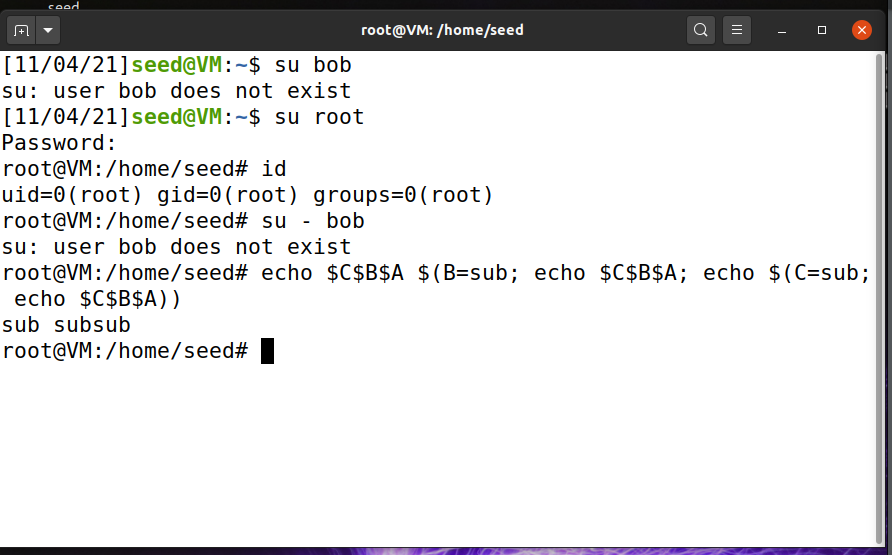 seed
root@VM: /home/seed
[11/04/21]seed@VM:~$ su bob
su: user bob does not exist
[11/04/21]seed@VM:~$ su root
Password:
root@VM:/home/seed# id
uid=0(root) gid=0(root) groups=0(root)
root@VM:/home/seed# su - bob
su: user bob does not exist
root@VM:/home/seed# echo $C$B$A $(B=sub; echo $C$B$A; echo $(C=sub;
 echo $C$B$A))
sub subsub
root@VM:/home/seed#